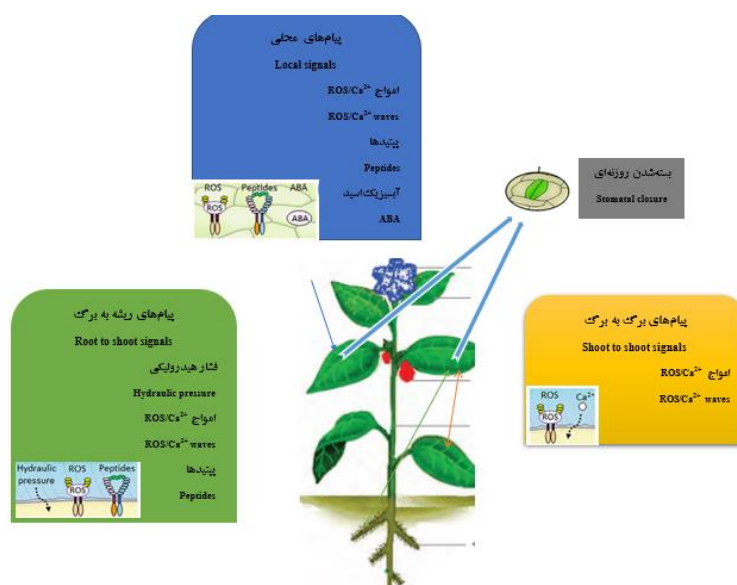 پیام‌های محلی
Local signals
امواج ROS/Ca²⁺
ROS/Ca²⁺ waves
پپتیدها
Peptides
آبسیزیک‌اسید
ABA
ROS Peptides ABA
ROS
ABA
بسته‌شدن روزنه‌ای
Stomatal closure
پیام‌های ریشه به برگ
Root to shoot signals
فشار هیدرولیکی
Hydraulic pressure
امواج ROS/Ca²⁺
ROS/Ca²⁺ waves
پپتیدها
Peptides
Hydraulic pressure
ROS Peptides
ROS
پیام‌های برگ به برگ
Shoot to shoot signals
امواج ROS/Ca²⁺
ROS/Ca²⁺ waves
ROS Ca²⁺
ROS